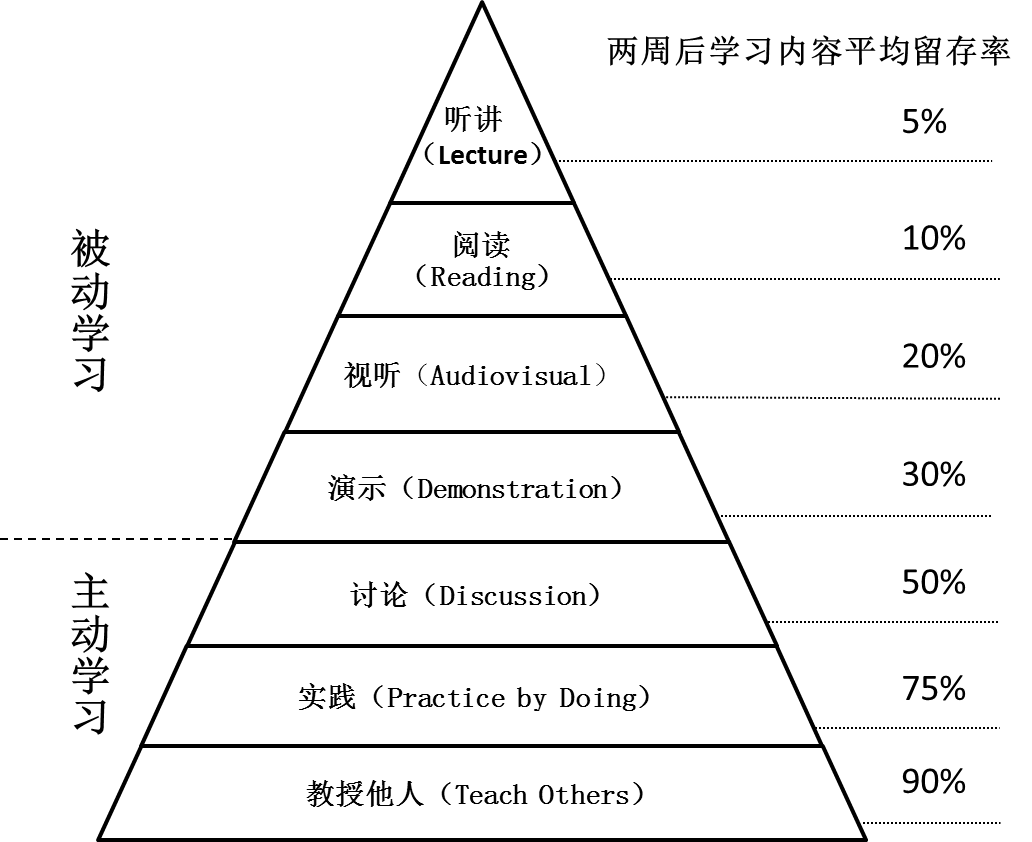 两周后学习内容平均留存率
听讲
（Lecture）
5%
阅读
（Reading）
10%
视听（Audiovisual）
20%
演示（Demonstration）
30%
被动学习
讨论（Discussion）
50%
实践（Practice by Doing）
75%
教授他人（Teach Others）
90%
主动学习